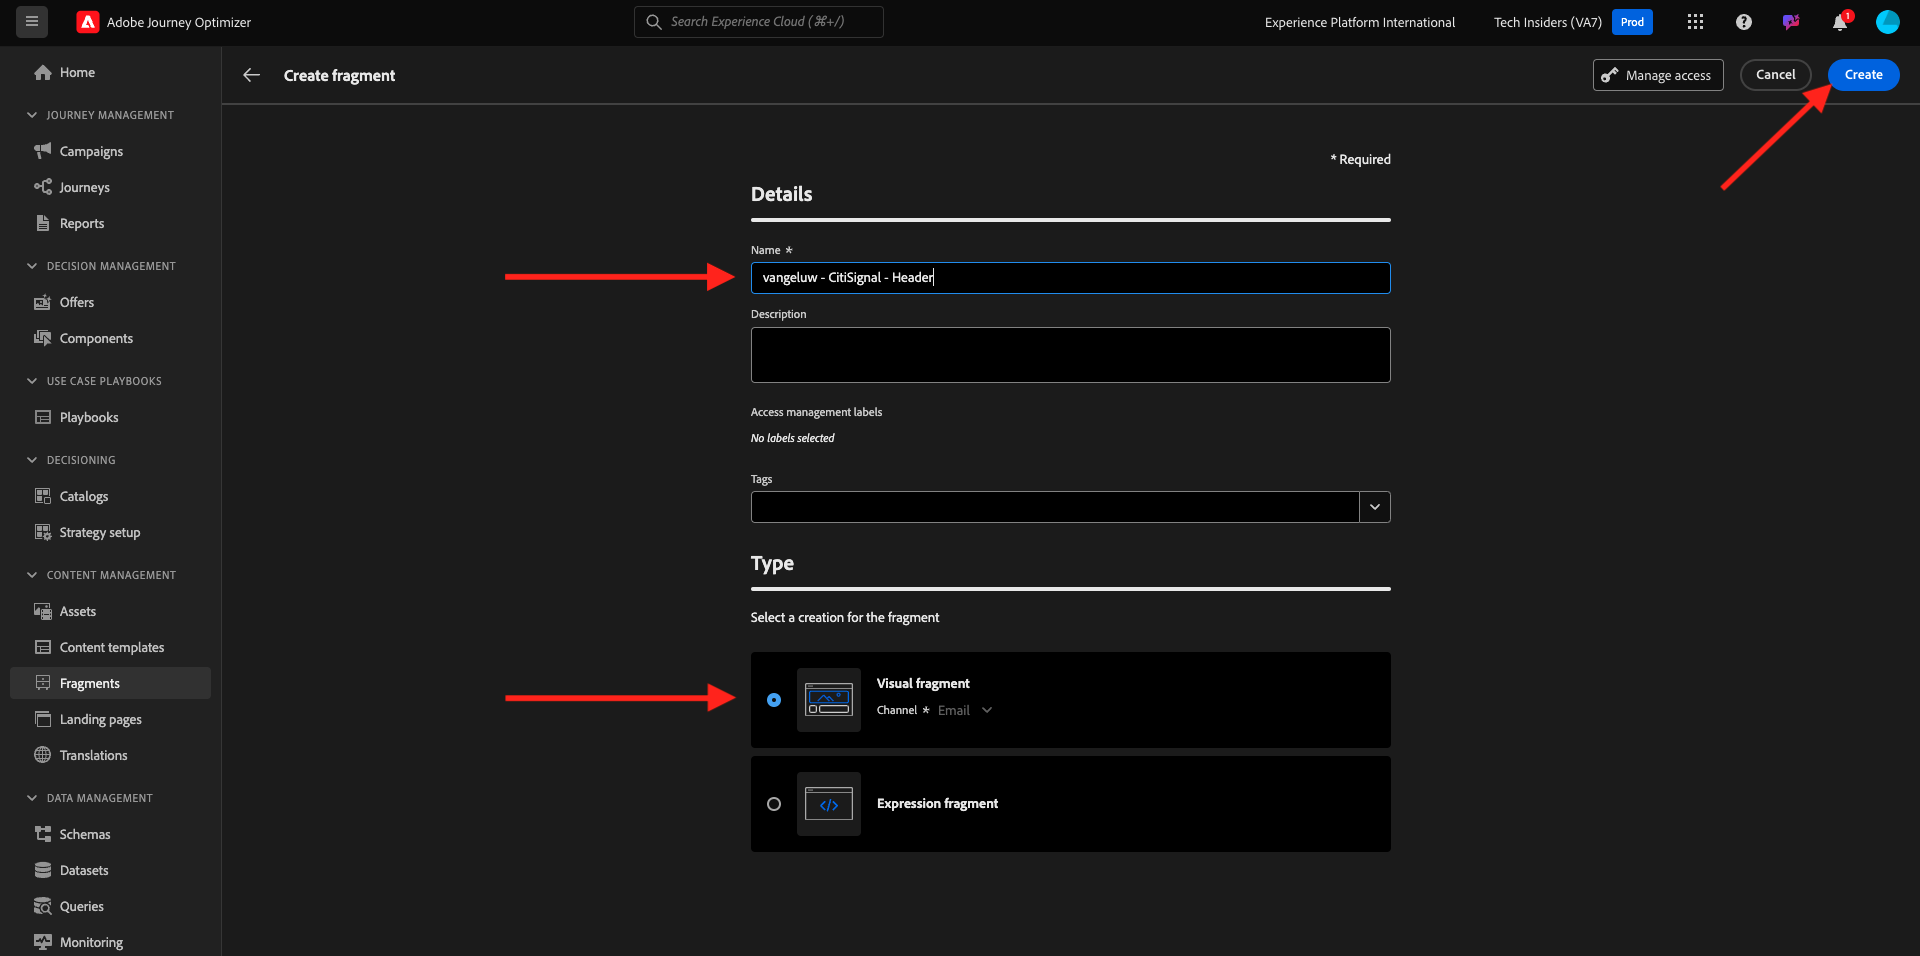 Adobe Journey Optimizer
Search Experience Cloud (⌘+/)
Experience Platform International
Tech Insiders (VA7)
Prod
1
Home
JOURNEY MANAGEMENT
Campaigns
Journeys
Reports
DECISION MANAGEMENT
Offers
Components
USE CASE PLAYBOOKS
Playbooks
DECISIONING
Catalogs
Strategy setup
CONTENT MANAGEMENT
Assets
Content templates
Fragments
Landing pages
Translations
DATA MANAGEMENT
Schemas
Datasets
Queries
Monitoring
Create fragment
Manage access
Cancel
Create
* Required
Details
Name *
vangeluw - CitiSignal - Header
Description
Access management labels
No labels selected
Tags
Type
Select a creation for the fragment
Visual fragment
Channel * Email
Expression fragment